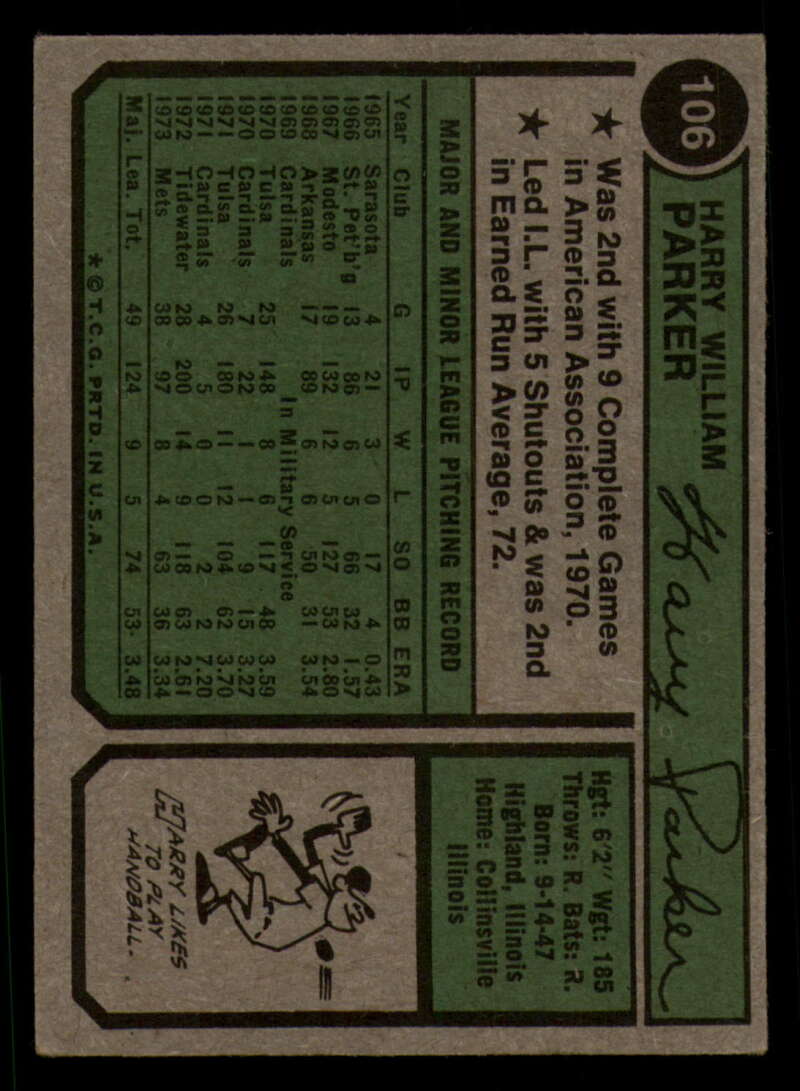 106
HARRY WILLIAM
PARKER
Harry Parker
★ Was 2nd with 9 Complete Games
in American Association, 1970.
★ Led I.L. with 5 Shutouts & was 2nd
in Earned Run Average, 72.
MAJOR AND MINOR LEAGUE PITCHING RECORD
Year Club G IP W L SO BB ERA
1965 Sarasota 4 21 3 0 17 4 0.43
1966 St. Pet'b'g 13 86 6 5 66 32 1.57
1967 Modesto 19 132 12 5 127 53 2.80
1968 Arkansas 17 89 6 6 50 31 3.54
1969 Cardinals In Military Service
1970 Tulsa 25 148 8 6 117 48 3.59
1970 Cardinals 7 22 1 1 9 15 3.27
1971 Tulsa 26 180 11 12 104 62 3.70
1971 Cardinals 4 5 0 0 2 2 7.20
1972 Tidewater 28 200 14 9 118 63 2.61
1973 Mets 38 97 8 4 63 36 3.34
Maj. Lea. Tot. 49 124 9 5 74 53 3.48
★ © T.C.G. PRTD. IN U.S.A.
Hgt: 6'2" Wgt: 185
Throws: R. Bats: R.
Born: 9-14-47
Highland, Illinois
Home: Collinsville
Illinois
HARRY LIKES
TO PLAY
HANDBALL.